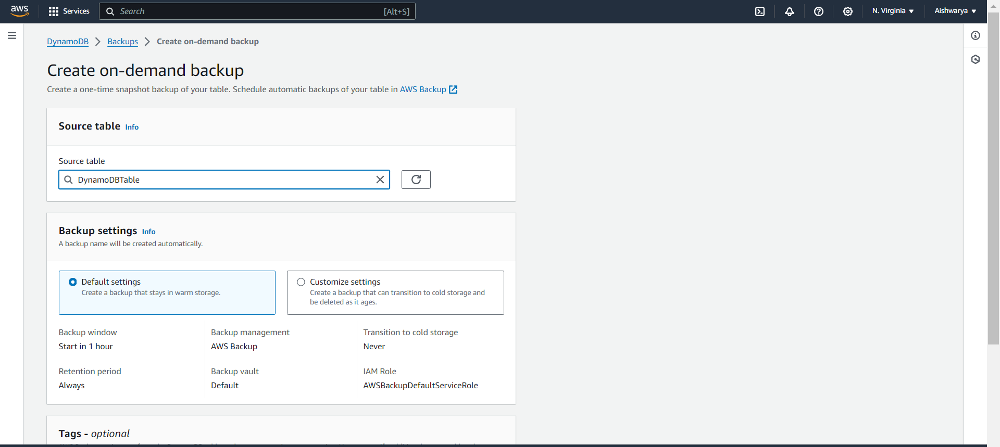 aws Services Search [Alt+S] N. Virginia Aishwarya
DynamoDB Backups Create on-demand backup
Create on-demand backup
Create a one-time snapshot backup of your table. Schedule automatic backups of your table in AWS Backup
Source table Info
Source table
DynamoDBTable
Backup settings Info
A backup name will be created automatically.
Default settings
Create a backup that stays in warm storage.
Customize settings
Create a backup that can transition to cold storage and
be deleted as it ages.
Backup window
Start in 1 hour
Backup management
AWS Backup
Transition to cold storage
Never
Retention period
Always
Backup vault
Default
IAM Role
AWSBackupDefaultServiceRole
Tags - optional